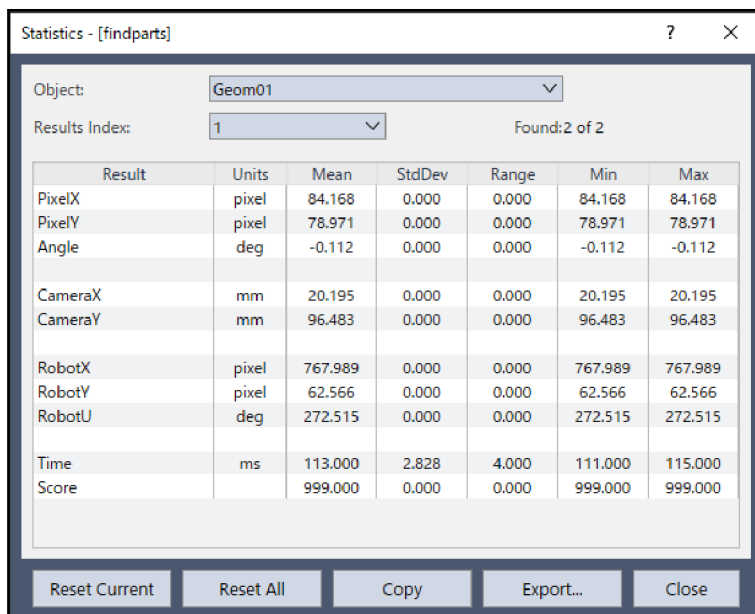 Statistics - [findparts] ? ×
Object: Geom01
Results Index: 1 Found:2 of 2
Result Units Mean StdDev Range Min Max
PixelX pixel 84.168 0.000 0.000 84.168 84.168
PixelY pixel 78.971 0.000 0.000 78.971 78.971
Angle deg -0.112 0.000 0.000 -0.112 -0.112
CameraX mm 20.195 0.000 0.000 20.195 20.195
CameraY mm 96.483 0.000 0.000 96.483 96.483
RobotX pixel 767.989 0.000 0.000 767.989 767.989
RobotY pixel 62.566 0.000 0.000 62.566 62.566
RobotU deg 272.515 0.000 0.000 272.515 272.515
Time ms 113.000 2.828 4.000 111.000 115.000
Score 999.000 0.000 0.000 999.000 999.000
Reset Current Reset All Copy Export... Close